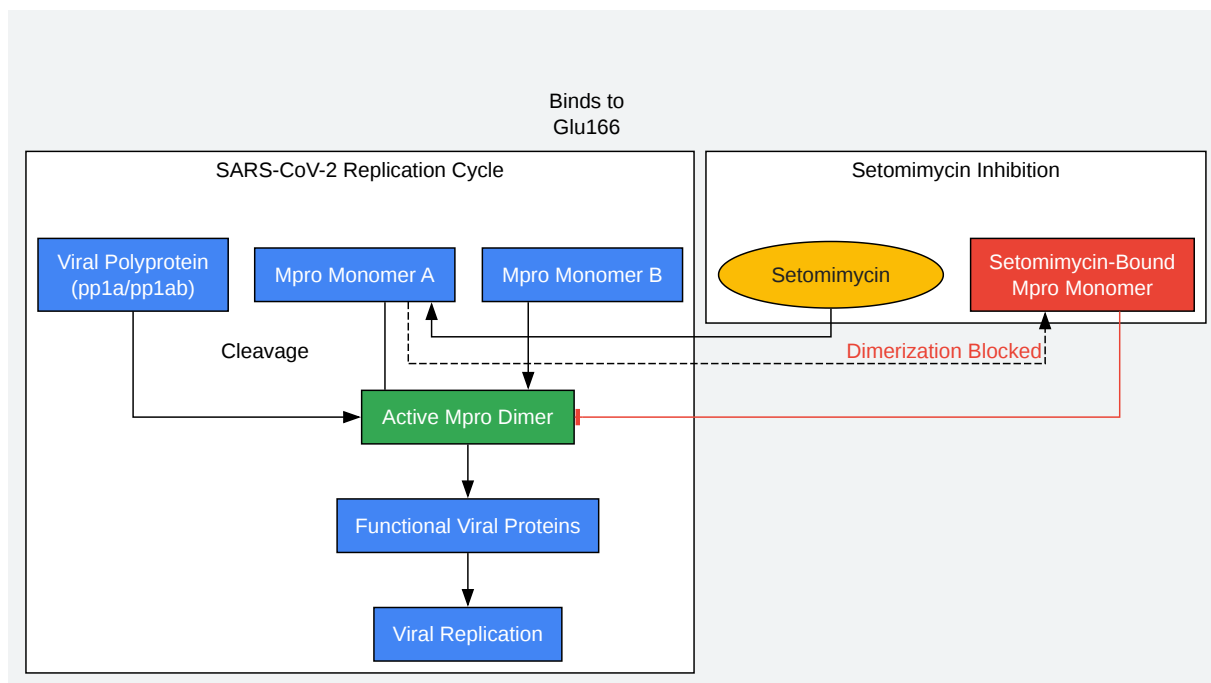 Binds to
Glu166
SARS-CoV-2 Replication Cycle
Setomimycin Inhibition
Viral Polyprotein
(pp1a/pp1ab)
Mpro Monomer A
Mpro Monomer B
Setomimycin
Setomimycin-Bound
Mpro Monomer
Cleavage
Dimerization Blocked
Active Mpro Dimer
Functional Viral Proteins
Viral Replication